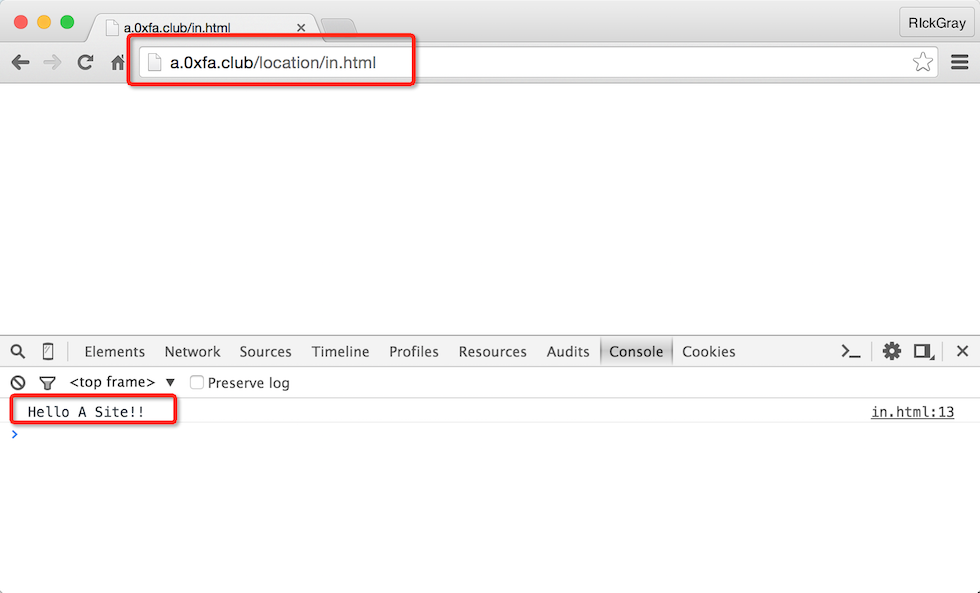 a.0xfa.club/in.html
RIckGray
a.0xfa.club/location/in.html
Elements Network Sources Timeline Profiles Resources Audits Console Cookies
<top frame> Preserve log
Hello A Site!! in.html:13